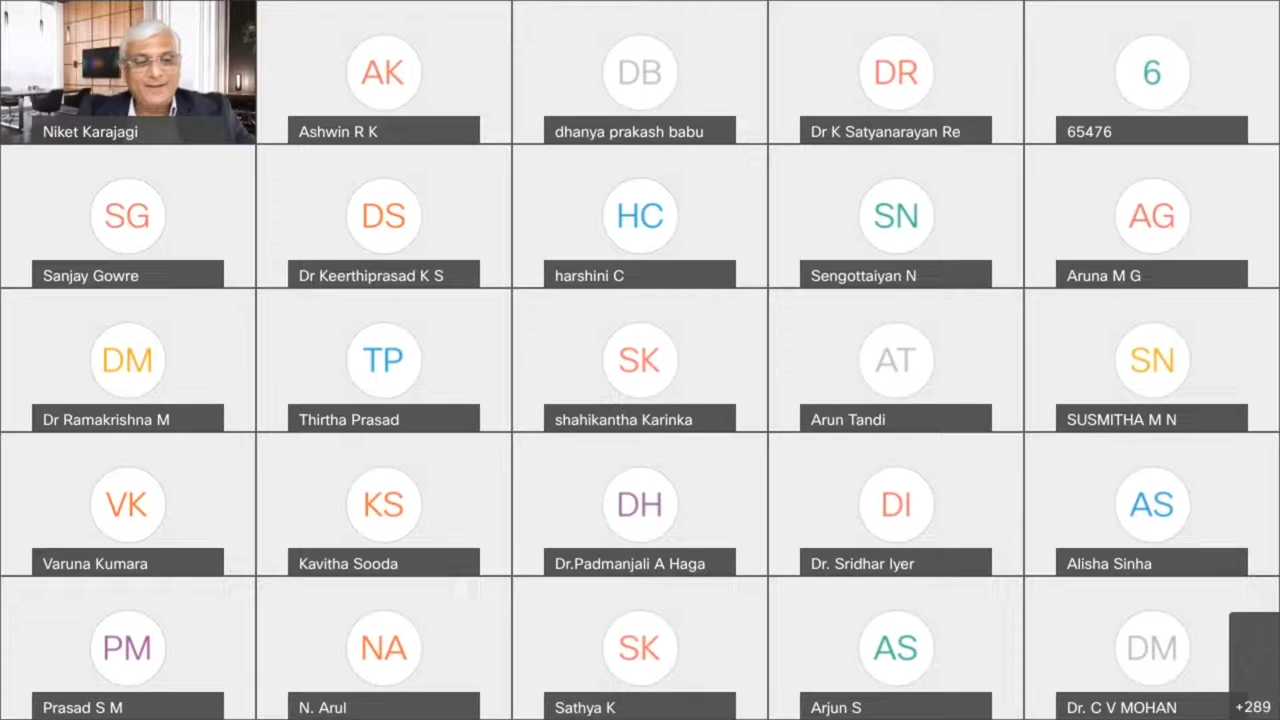 Niket Karajagi
AK
Ashwin R K
DB
dhanya prakash babu
DR
Dr K Satyanarayan Re
6
65476
SG
Sanjay Gowre
DS
Dr Keerthiprasad K S
HC
harshini C
SN
Sengottaiyan N
AG
Aruna M G
DM
Dr Ramakrishna M
TP
Thirtha Prasad
SK
shahikantha Karinka
AT
Arun Tandi
SN
SUSMITHA M N
VK
Varuna Kumara
KS
Kavitha Sooda
DH
Dr.Padmanjali A Haga
DI
Dr. Sridhar Iyer
AS
Alisha Sinha
PM
Prasad S M
NA
N. Arul
SK
Sathya K
AS
Arjun S
DM
Dr. C V MOHAN
+289